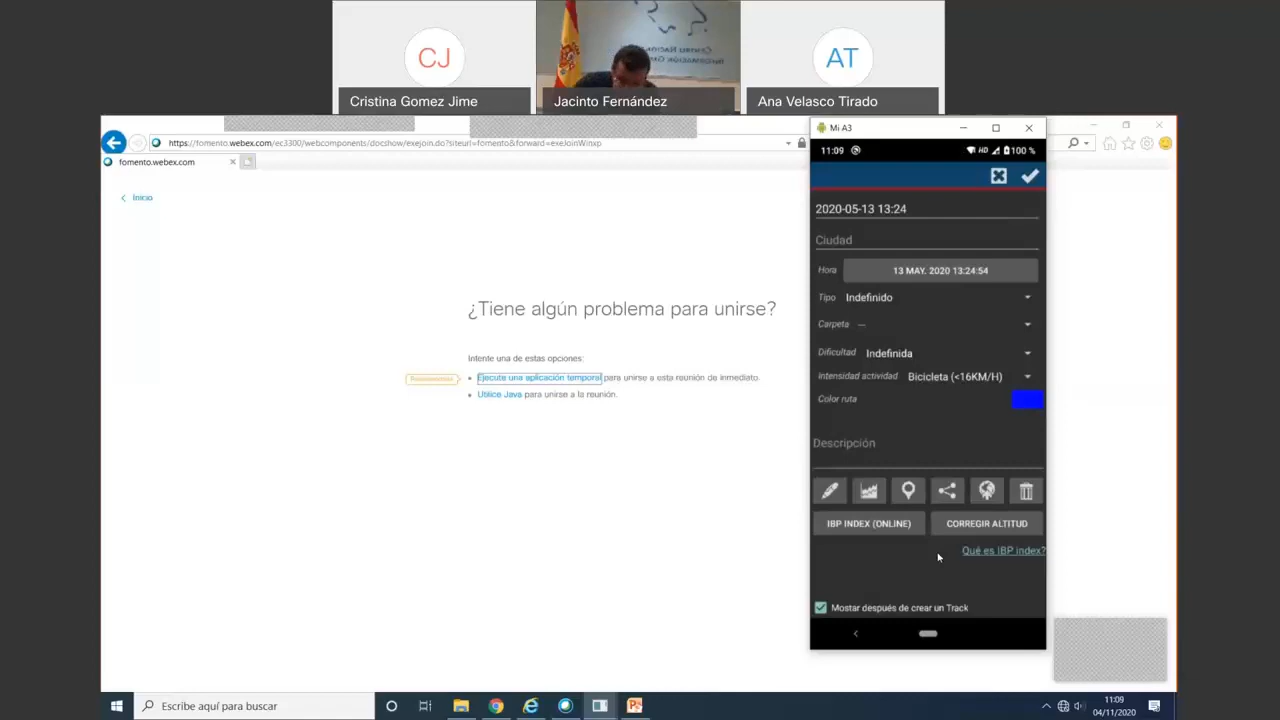 CJ
Cristina Gomez Jime
Jacinto Fernández
AT
Ana Velasco Tirado
https://fomento.webex.com/ec3300/webcomponents/docshow/exejoin.do?siteurl=fomento&forward=exeJoinWinxp
fomento.webex.com
Inicio
¿Tiene algún problema para unirse?
Intente una de estas opciones:
Ejecute una aplicación temporal para unirse a esta reunión de inmediato.
Utilice Java para unirse a la reunión.
Mi A3
11:09
HD
100 %
2020-05-13 13:24
Ciudad
Hora 13 MAY. 2020 13:24:54
Tipo Indefinido
Carpeta —
Dificultad Indefinida
Intensidad actividad Bicicleta (<16KM/H)
Color ruta
Descripción
IBP INDEX (ONLINE) CORREGIR ALTITUD
Qué es IBP index?
Mostar después de crear un Track
Escribe aquí para buscar
11:09
04/11/2020